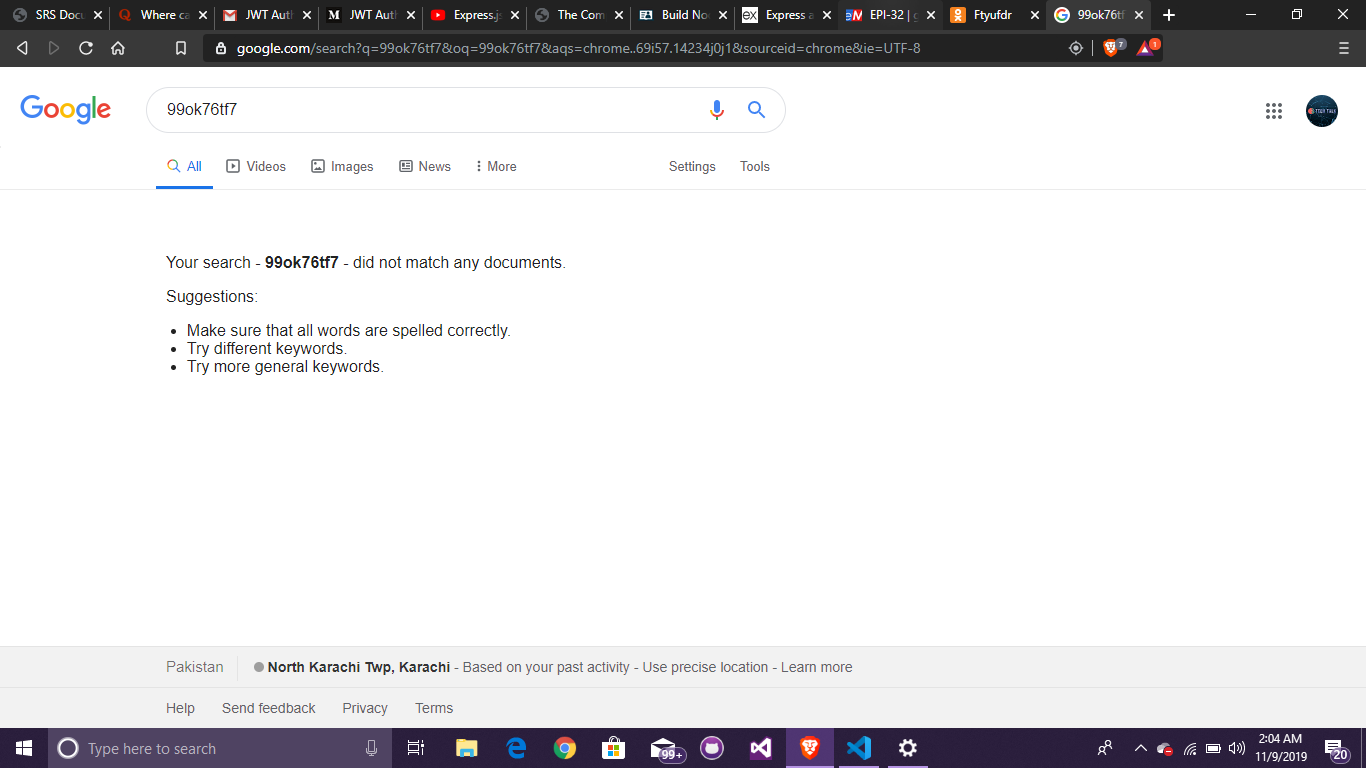 SRS Docu
Where ca
JWT Auth
JWT Auth
Express.js
The Com
Build Noc
Express a
EPI-32 | g
Ftyufdr
99ok76tf
google.com/search?q=99ok76tf7&oq=99ok76tf7&aqs=chrome..69i57.14234j0j1&sourceid=chrome&ie=UTF-8
7
1
Google
99ok76tf7
All
Videos
Images
News
More
Settings
Tools
Your search - 99ok76tf7 - did not match any documents.
Suggestions:
Make sure that all words are spelled correctly.
Try different keywords.
Try more general keywords.
Pakistan
North Karachi Twp, Karachi - Based on your past activity - Use precise location - Learn more
Help
Send feedback
Privacy
Terms
Type here to search
99+
2:04 AM
11/9/2019
20